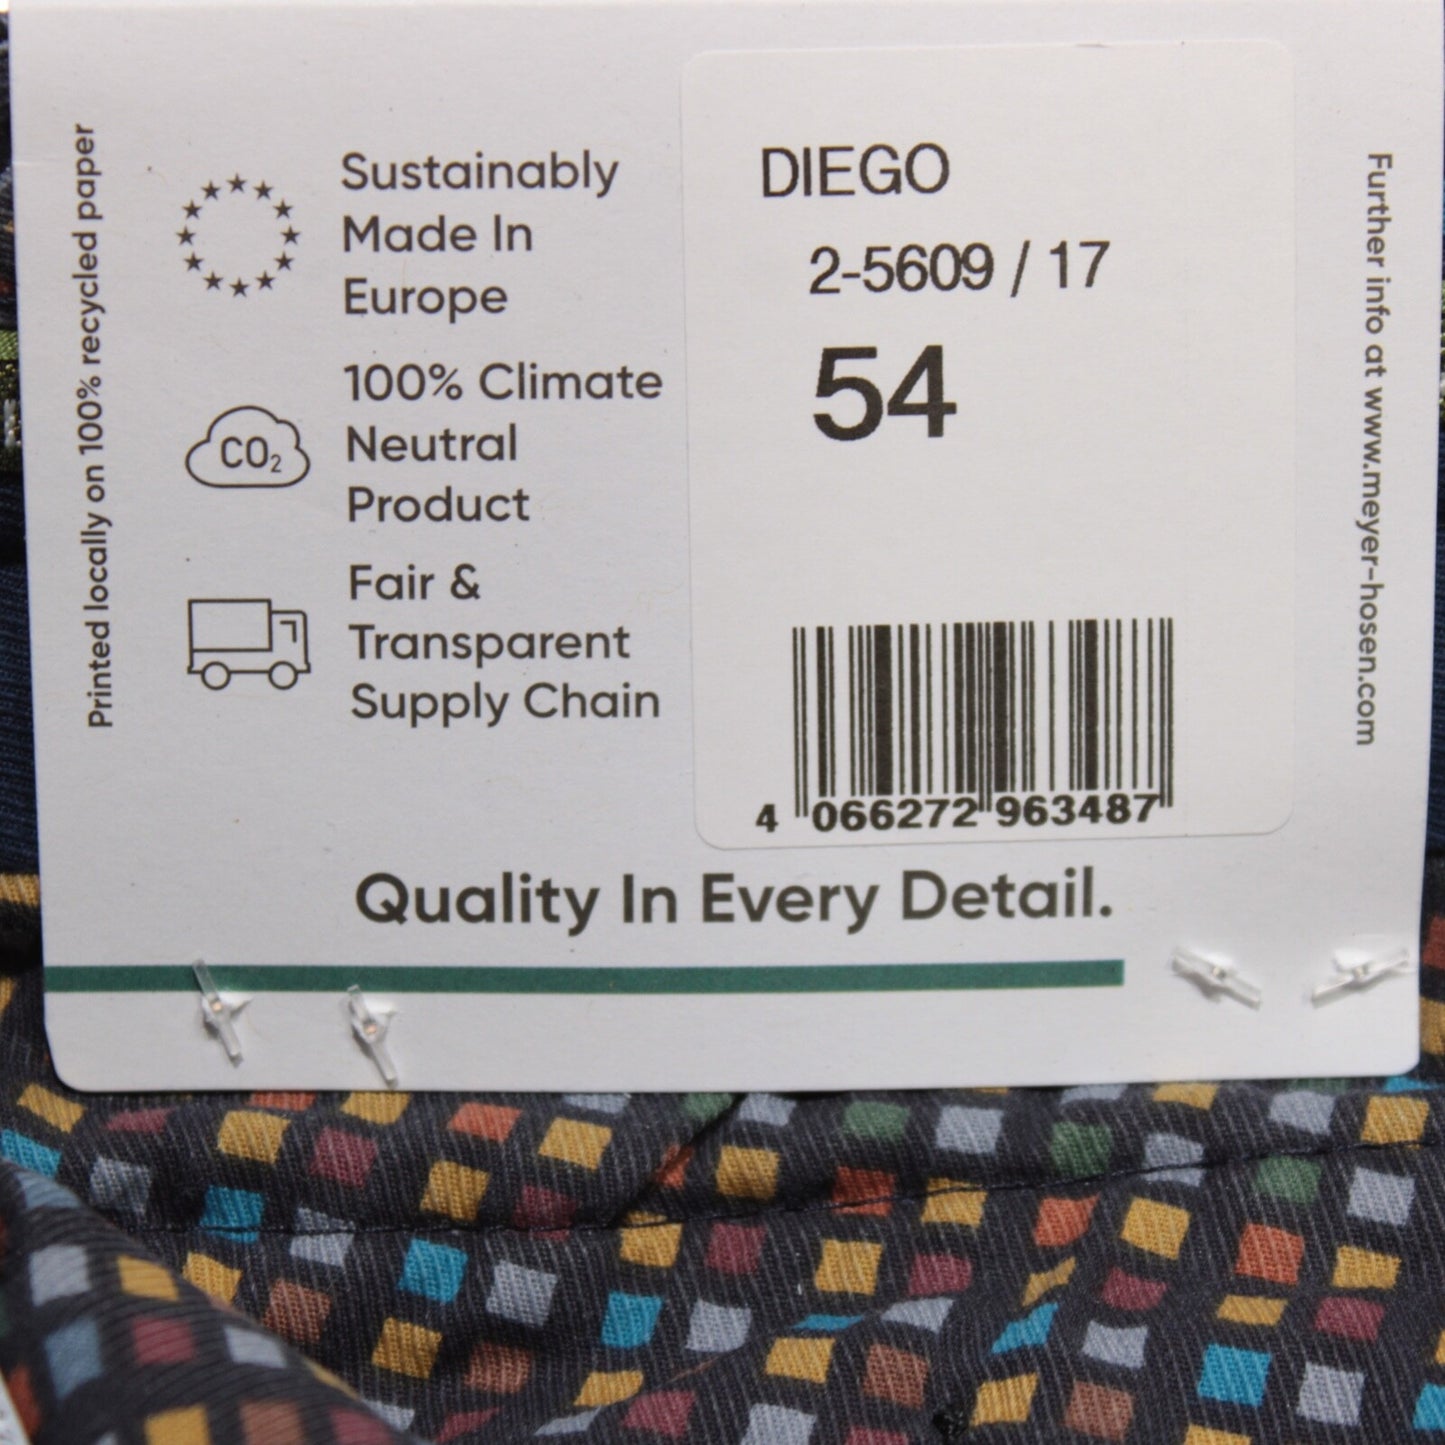 Printed locally on 100% recycled paper
Sustainably
Made In
Europe
CO₂
100% Climate
Neutral
Product
Fair &
Transparent
Supply Chain
DIEGO
2-5609 / 17
54
4 066272 963487
Further info at www.meyer-hosen.com
Quality In Every Detail.